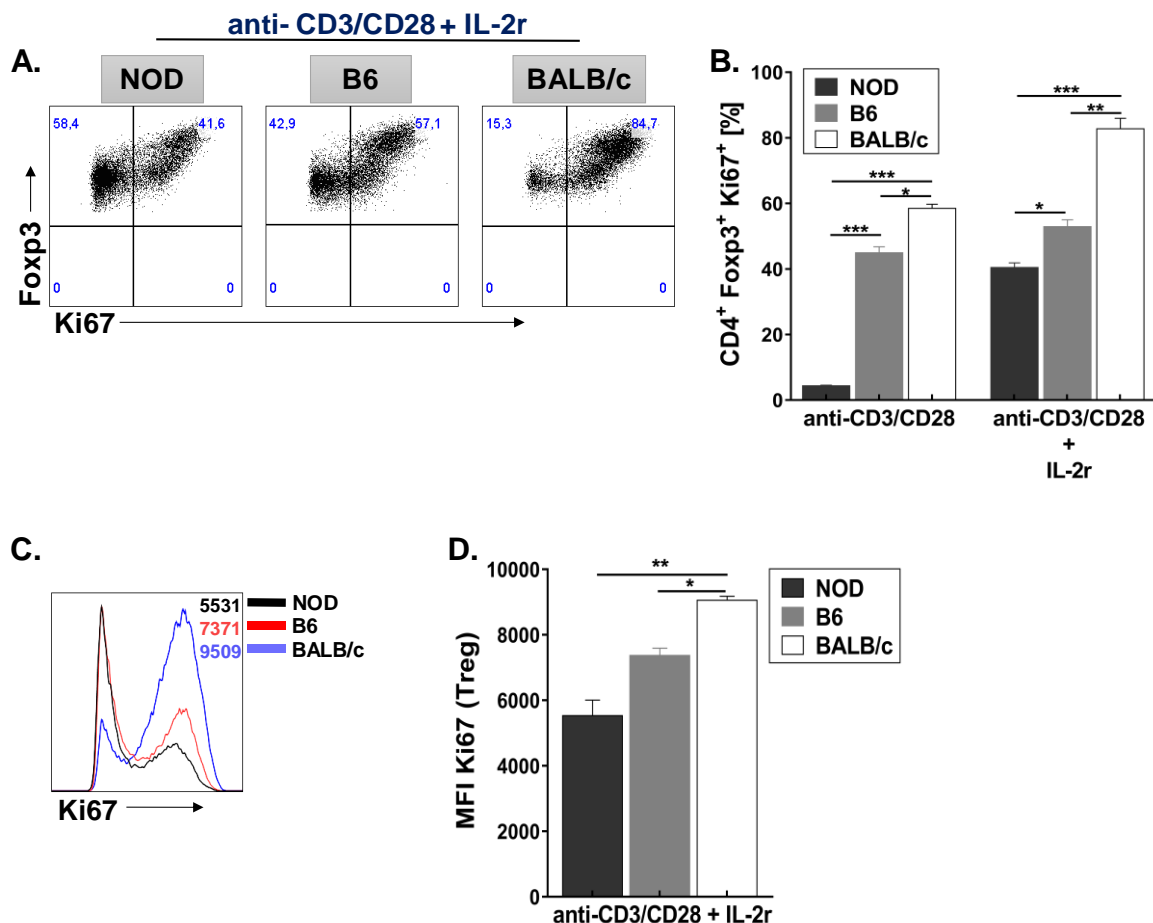 anti- CD3/CD28 + IL-2r
A.
NOD
B6
BALB/c
58,4
41,6
42,9
57,1
15,3
84,7
0
0
0
0
0
0
Foxp3
Ki67
B.
NOD
B6
BALB/c
CD4+ Foxp3+ Ki67+ [%]
100
80
60
40
20
0
***
*
***
***
**
*
anti-CD3/CD28
anti-CD3/CD28
+
IL-2r
C.
5531 NOD
7371 B6
9509 BALB/c
Ki67
D.
MFI Ki67 (Treg)
10000
8000
6000
4000
2000
0
**
*
NOD
B6
BALB/c
anti-CD3/CD28 + IL-2r